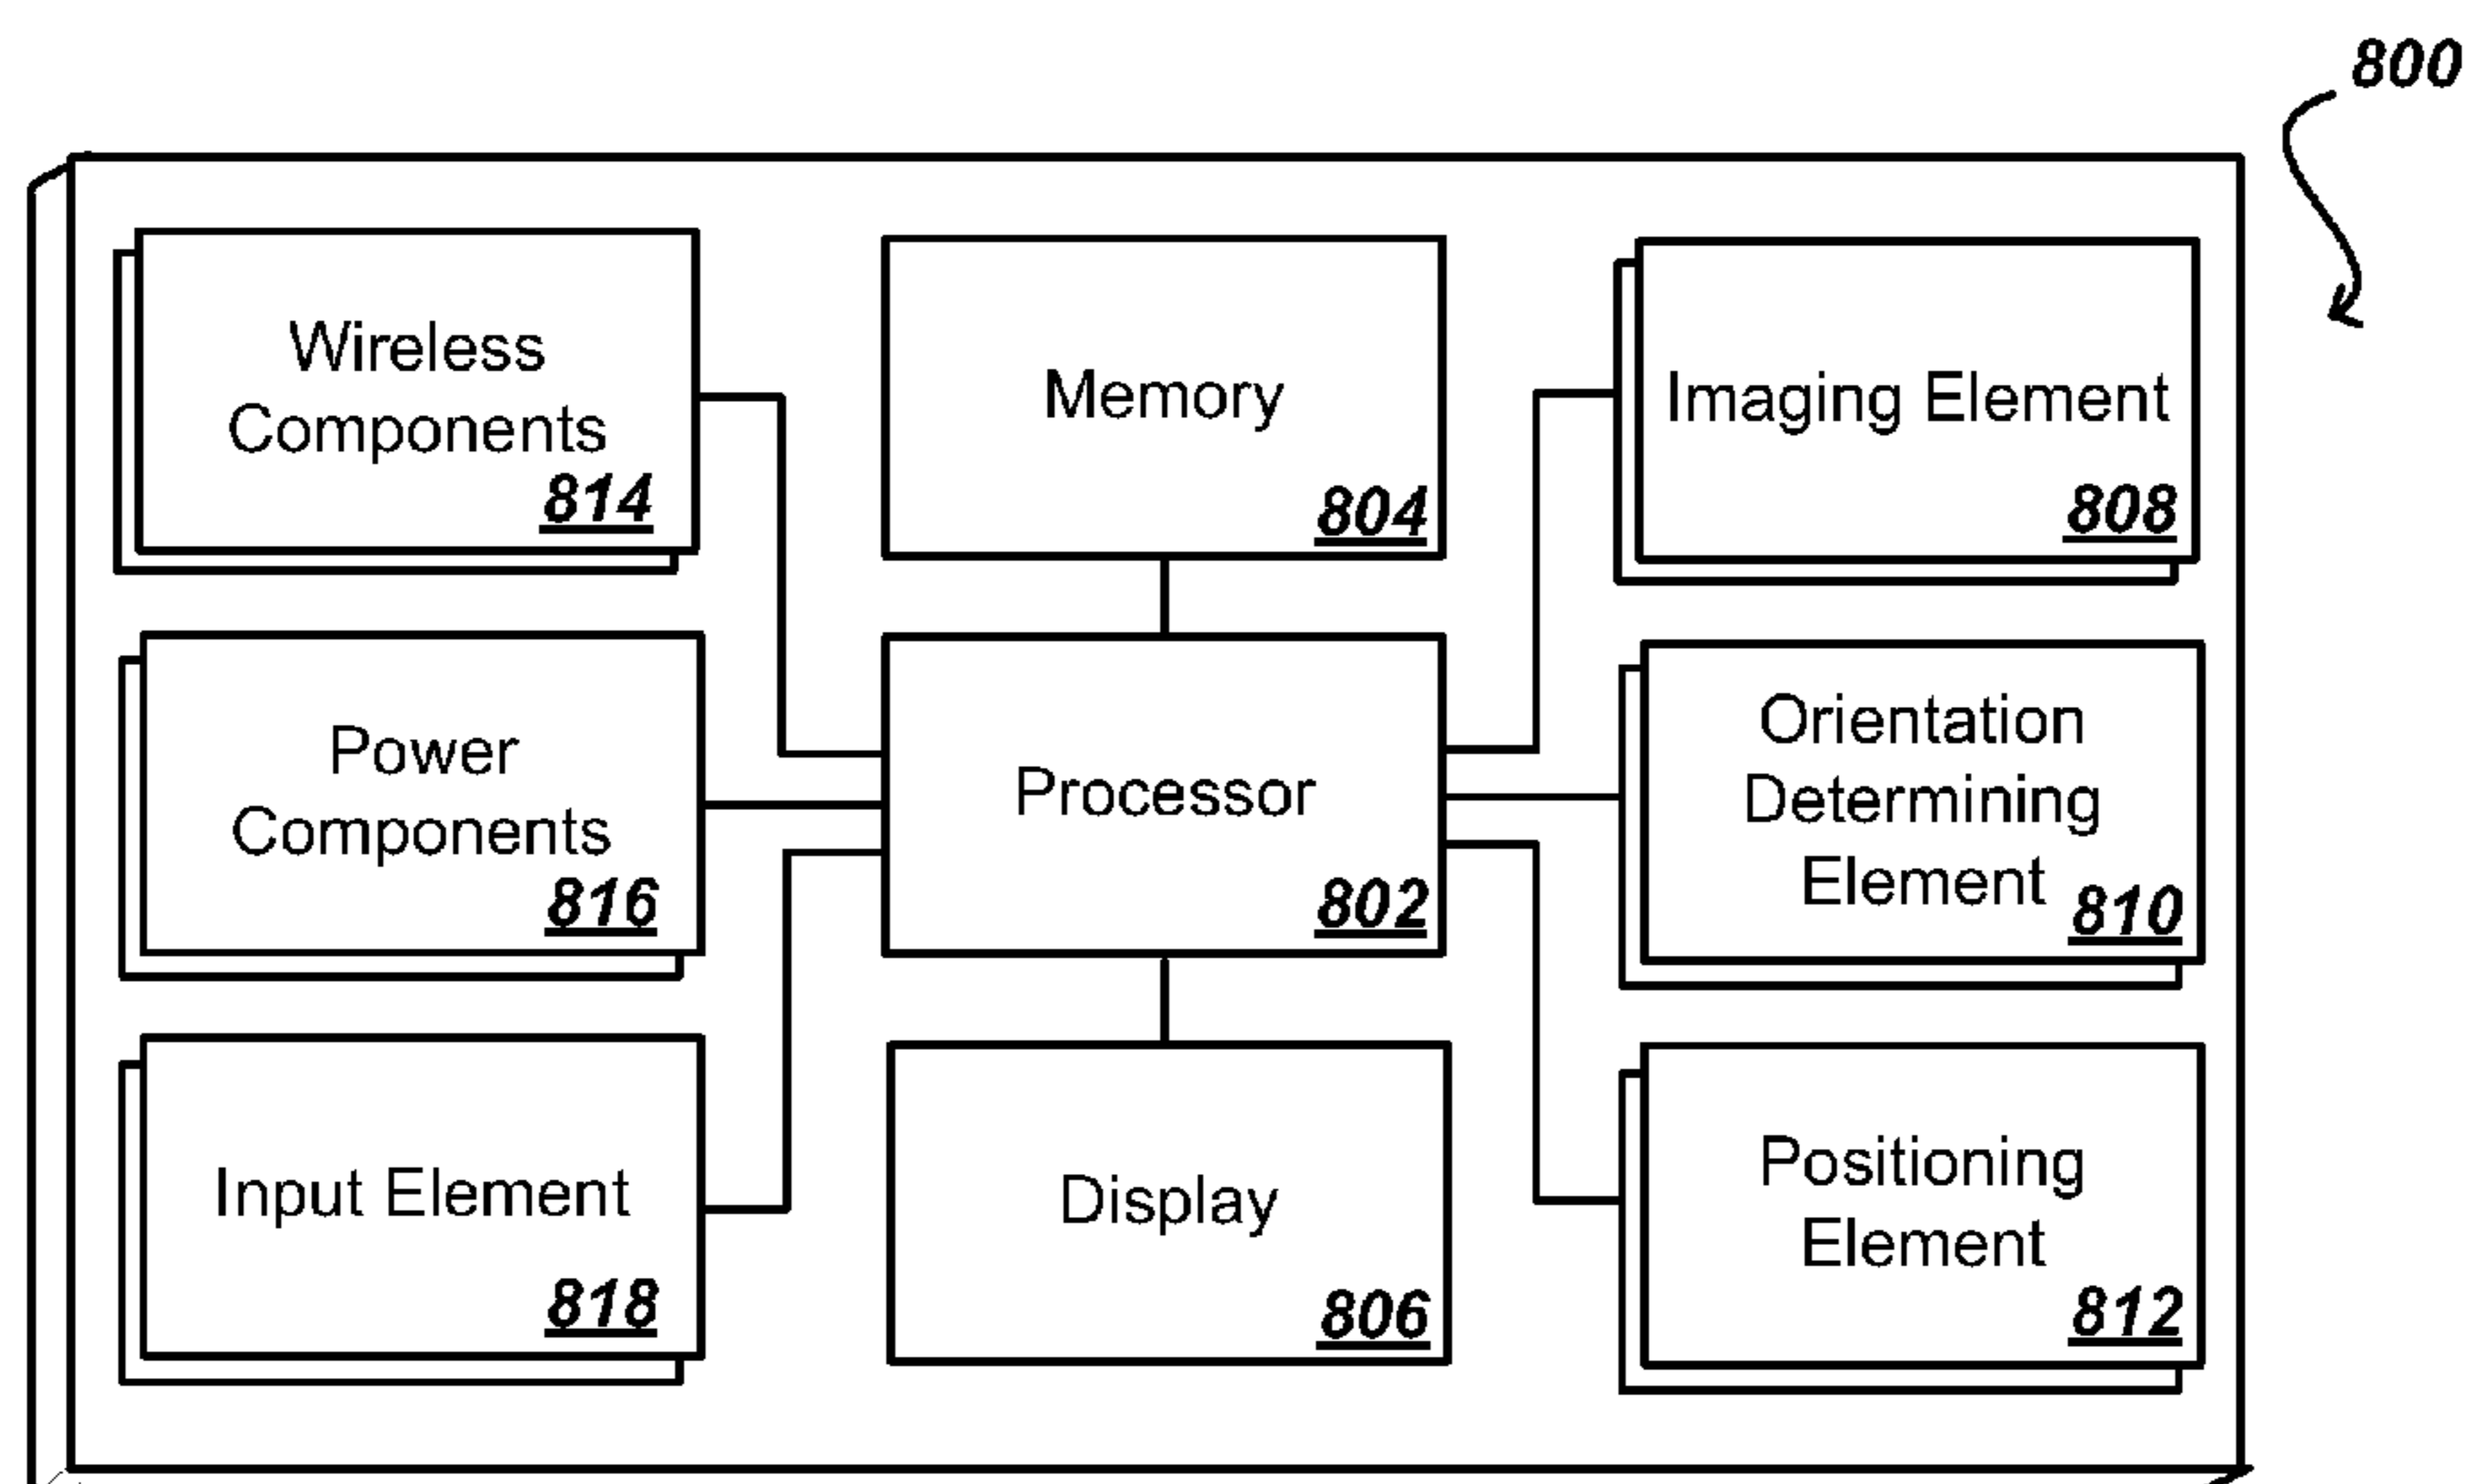 800
Wireless
Components
814
Memory
804
Imaging Element
808
Power
Components
816
Processor
802
Orientation
Determining
Element
810
Input Element
818
Display
806
Positioning
Element
812